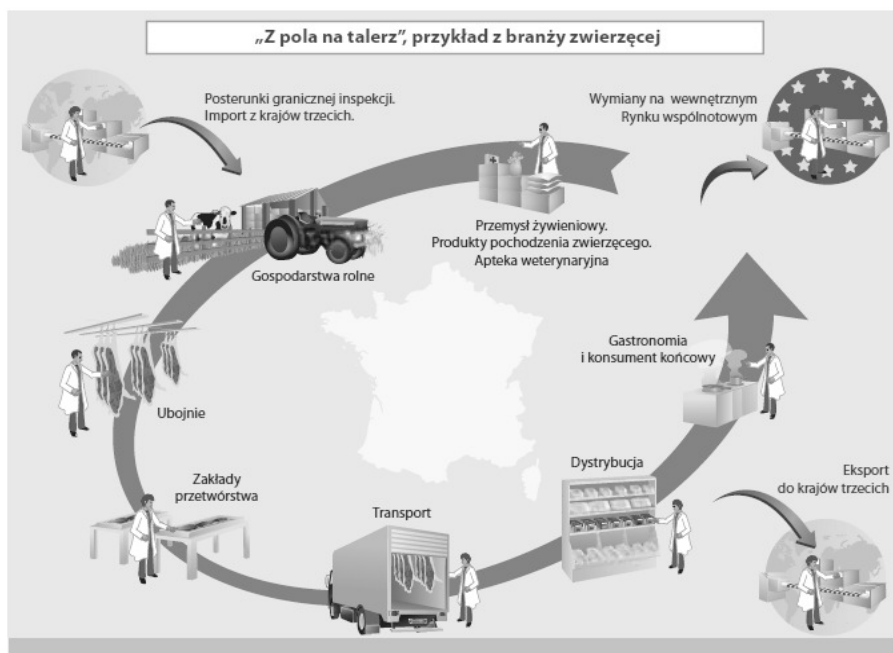 „Z pola na talerz”, przykład z branży zwierzęcej
Posterunki granicznej inspekcji.
Import z krajów trzecich.
Wymiany na wewnętrznym
Rynku wspólnotowym
Przemysł żywieniowy.
Produkty pochodzenia zwierzęcego.
Apteka weterynaryjna
Gospodarstwa rolne
Gastronomia
i konsument końcowy
Ubojnie
Zakłady
przetwórstwa
Transport
Dystrybucja
Eksport
do krajów trzecich